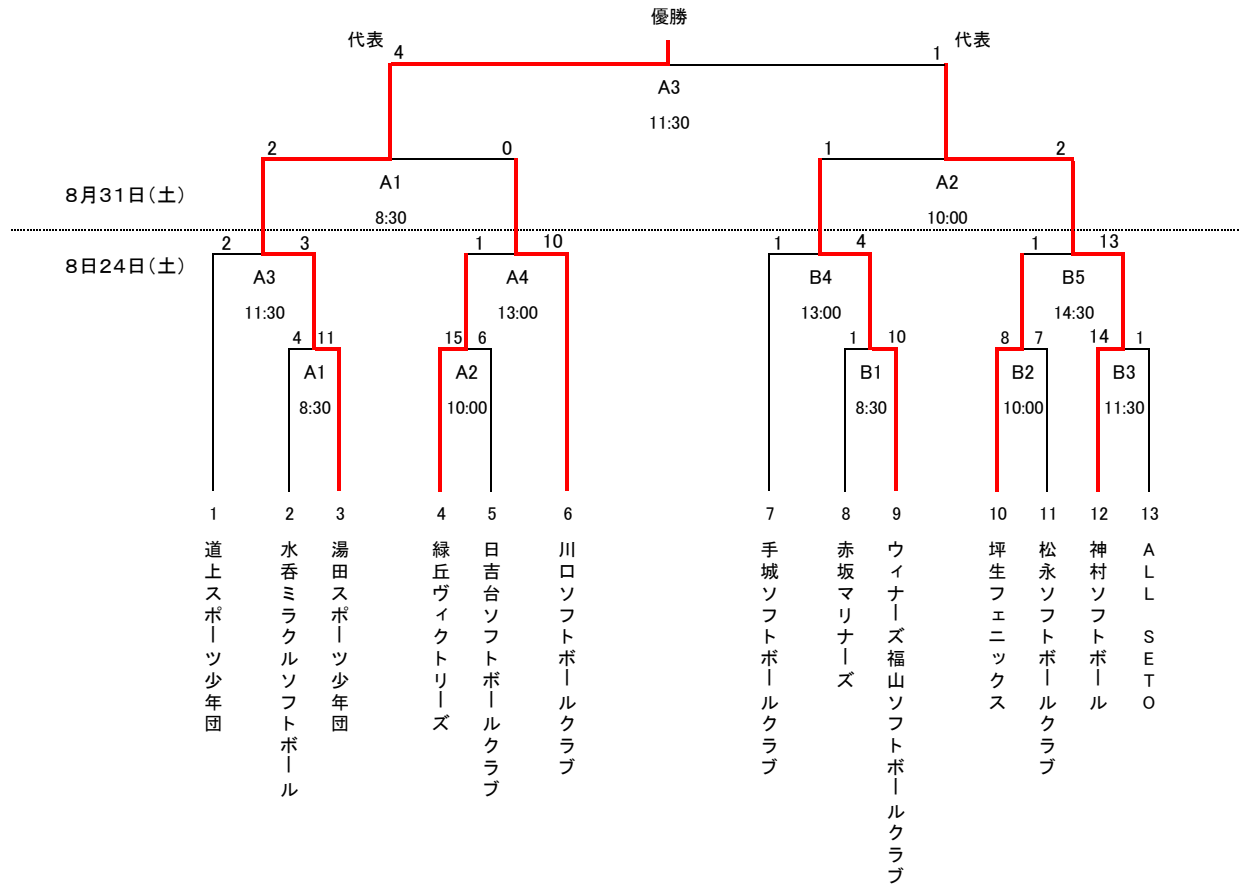 優勝
代表 4 1 代表
A3
11:30
2 0 1 2
8月31日(土)
A1 A2
8:30 10:00
2 3 1 10 1 4 1 13
8日24日(土)
A3 A4 B4 B5
11:30 13:00 13:00 14:30
4 11 15 6 1 10 8 7 14 1
A1 A2 B1 B2 B3
8:30 10:00 8:30 10:00 11:30
1 2 3 4 5 6 7 8 9 10 11 12 13
道上スポーツ少年団
水呑ミラクルソフトボール
湯田スポーツ少年団
緑丘ヴィクトリーズ
日吉台ソフトボールクラブ
川口ソフトボールクラブ
手城ソフトボールクラブ
赤坂マリナーズ
ウィナーズ福山ソフトボールクラブ
坪生フェニックス
松永ソフトボールクラブ
神村ソフトボール
ALL SETO